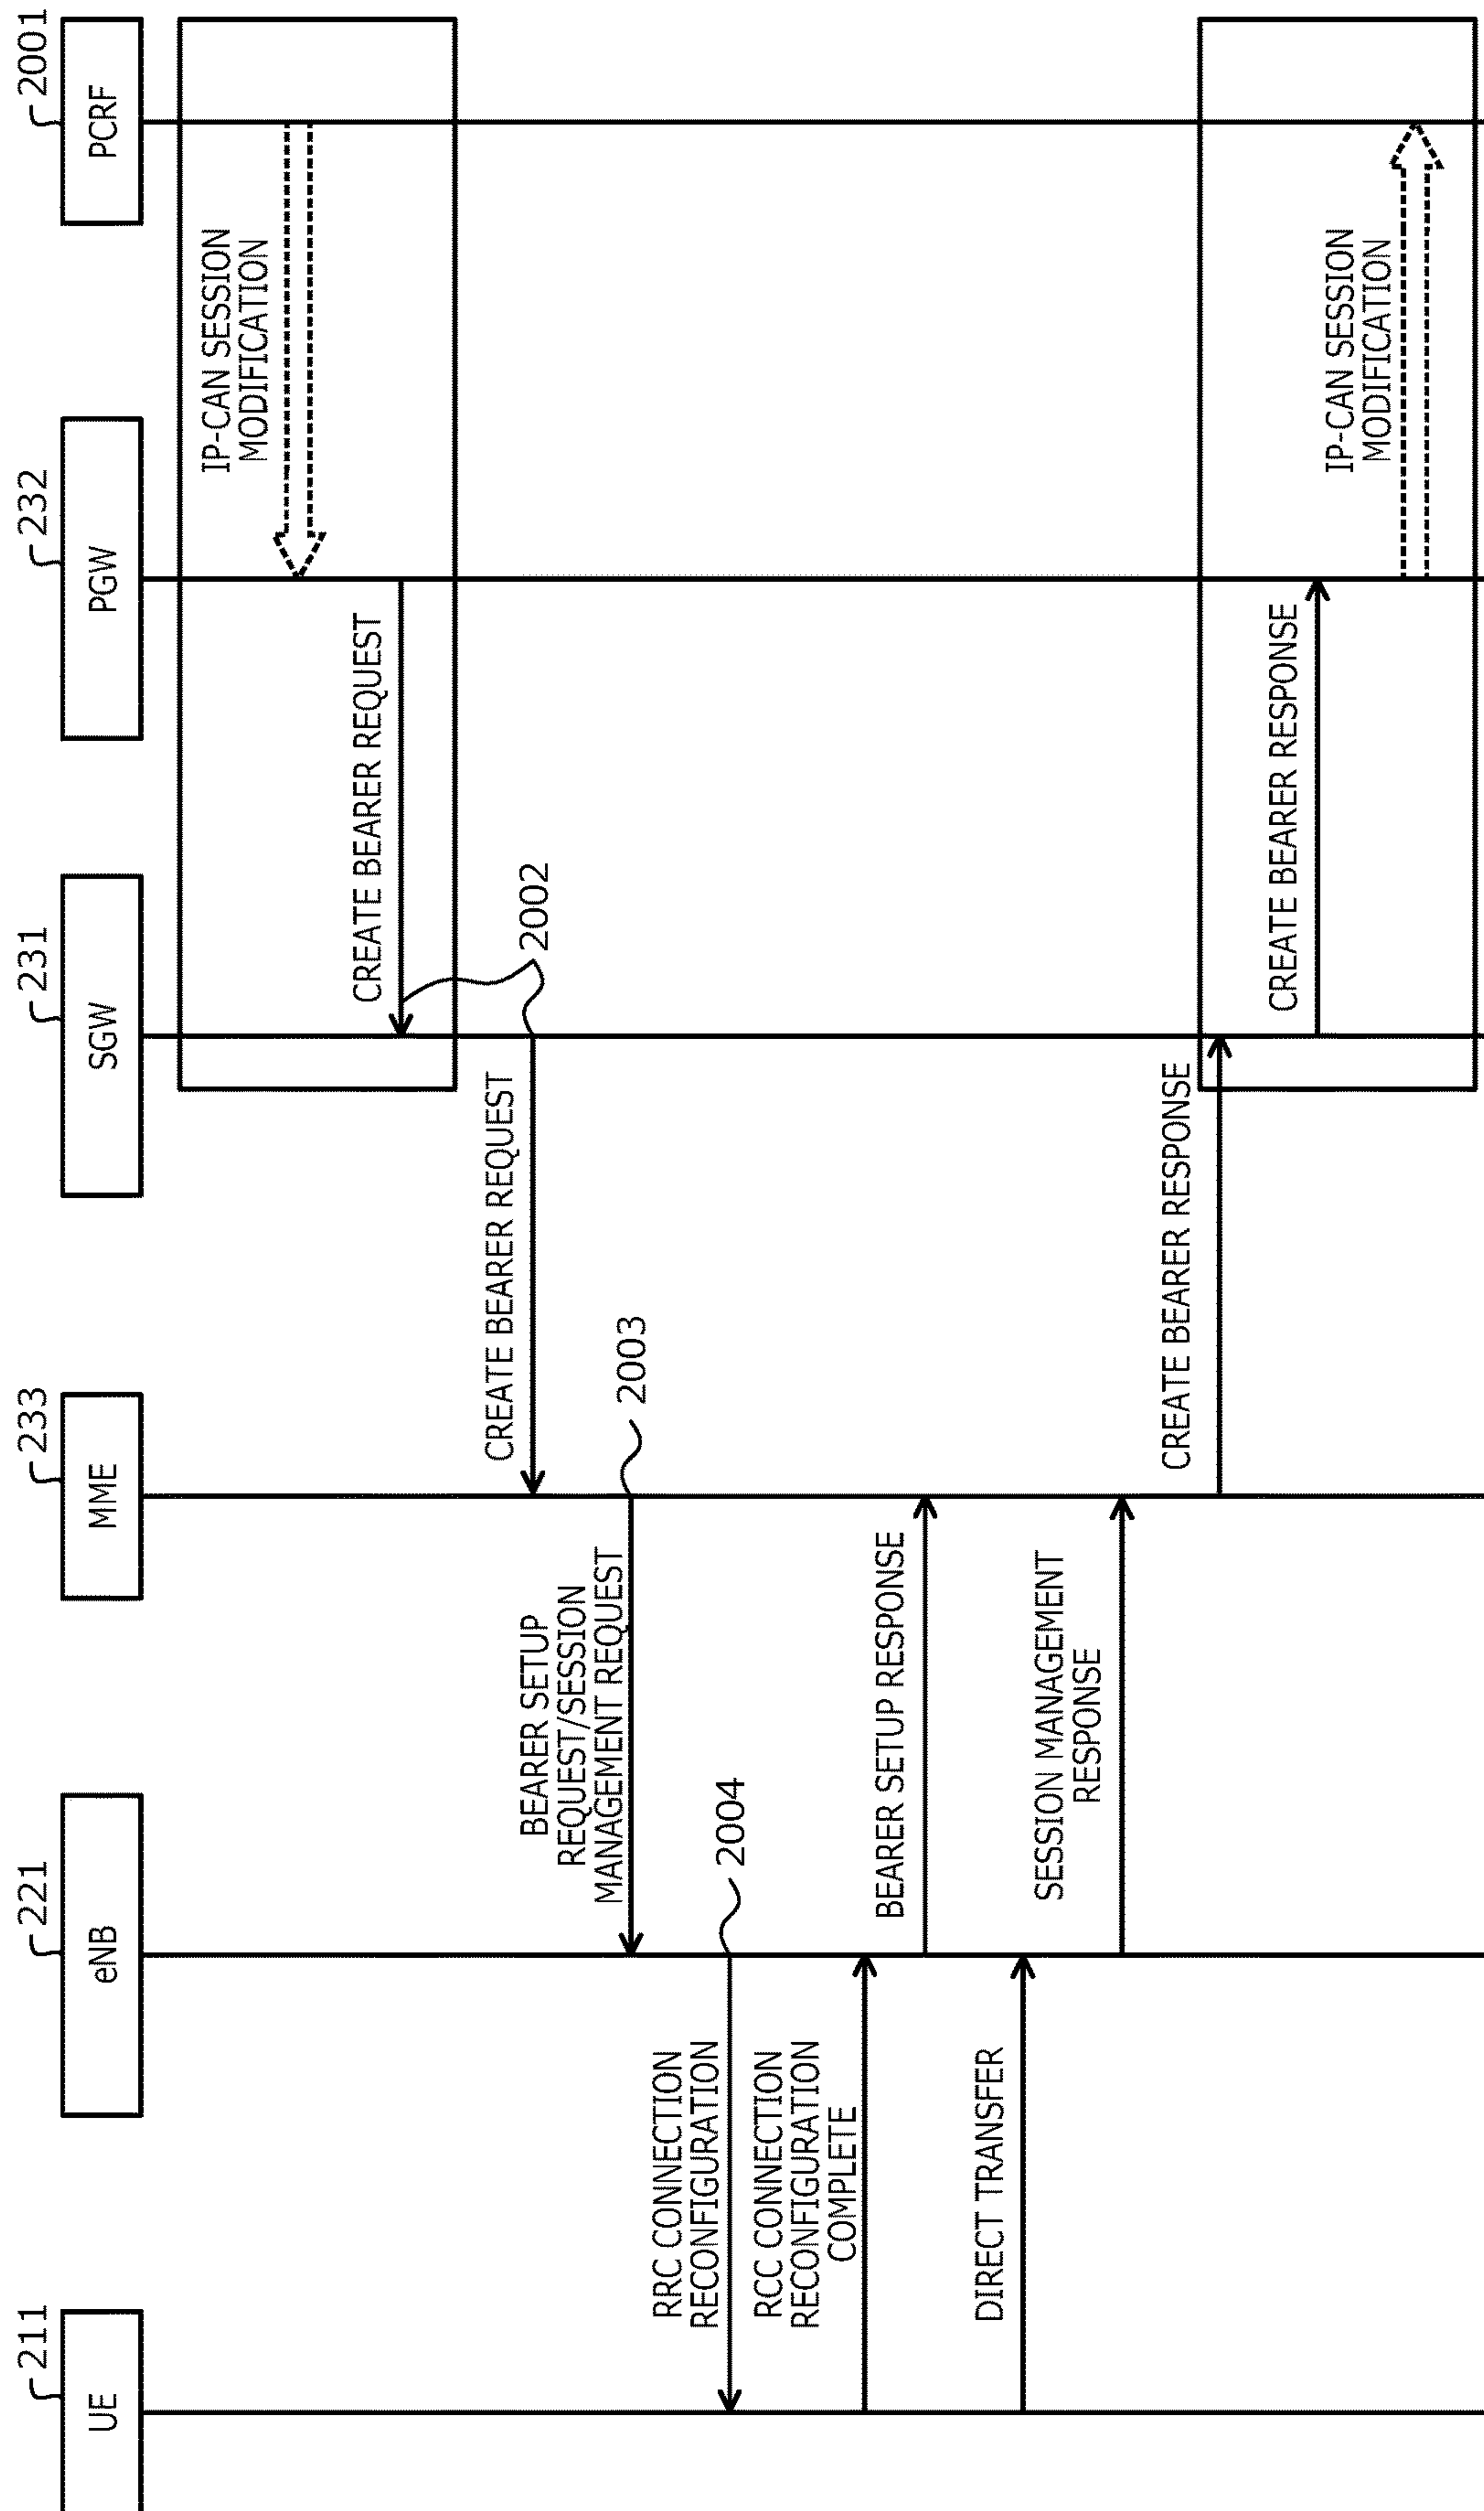 211
UE
221
eNB
233
MME
231
SGW
232
PGW
2001
PCRF
IP-CAN SESSION
MODIFICATION
CREATE BEARER REQUEST
2002
CREATE BEARER REQUEST
BEARER SETUP
REQUEST/SESSION
MANAGEMENT REQUEST
2003
RRC CONNECTION
RECONFIGURATION
2004
RCC CONNECTION
RECONFIGURATION
COMPLETE
BEARER SETUP RESPONSE
DIRECT TRANSFER
SESSION MANAGEMENT
RESPONSE
CREATE BEARER RESPONSE
CREATE BEARER RESPONSE
IP-CAN SESSION
MODIFICATION